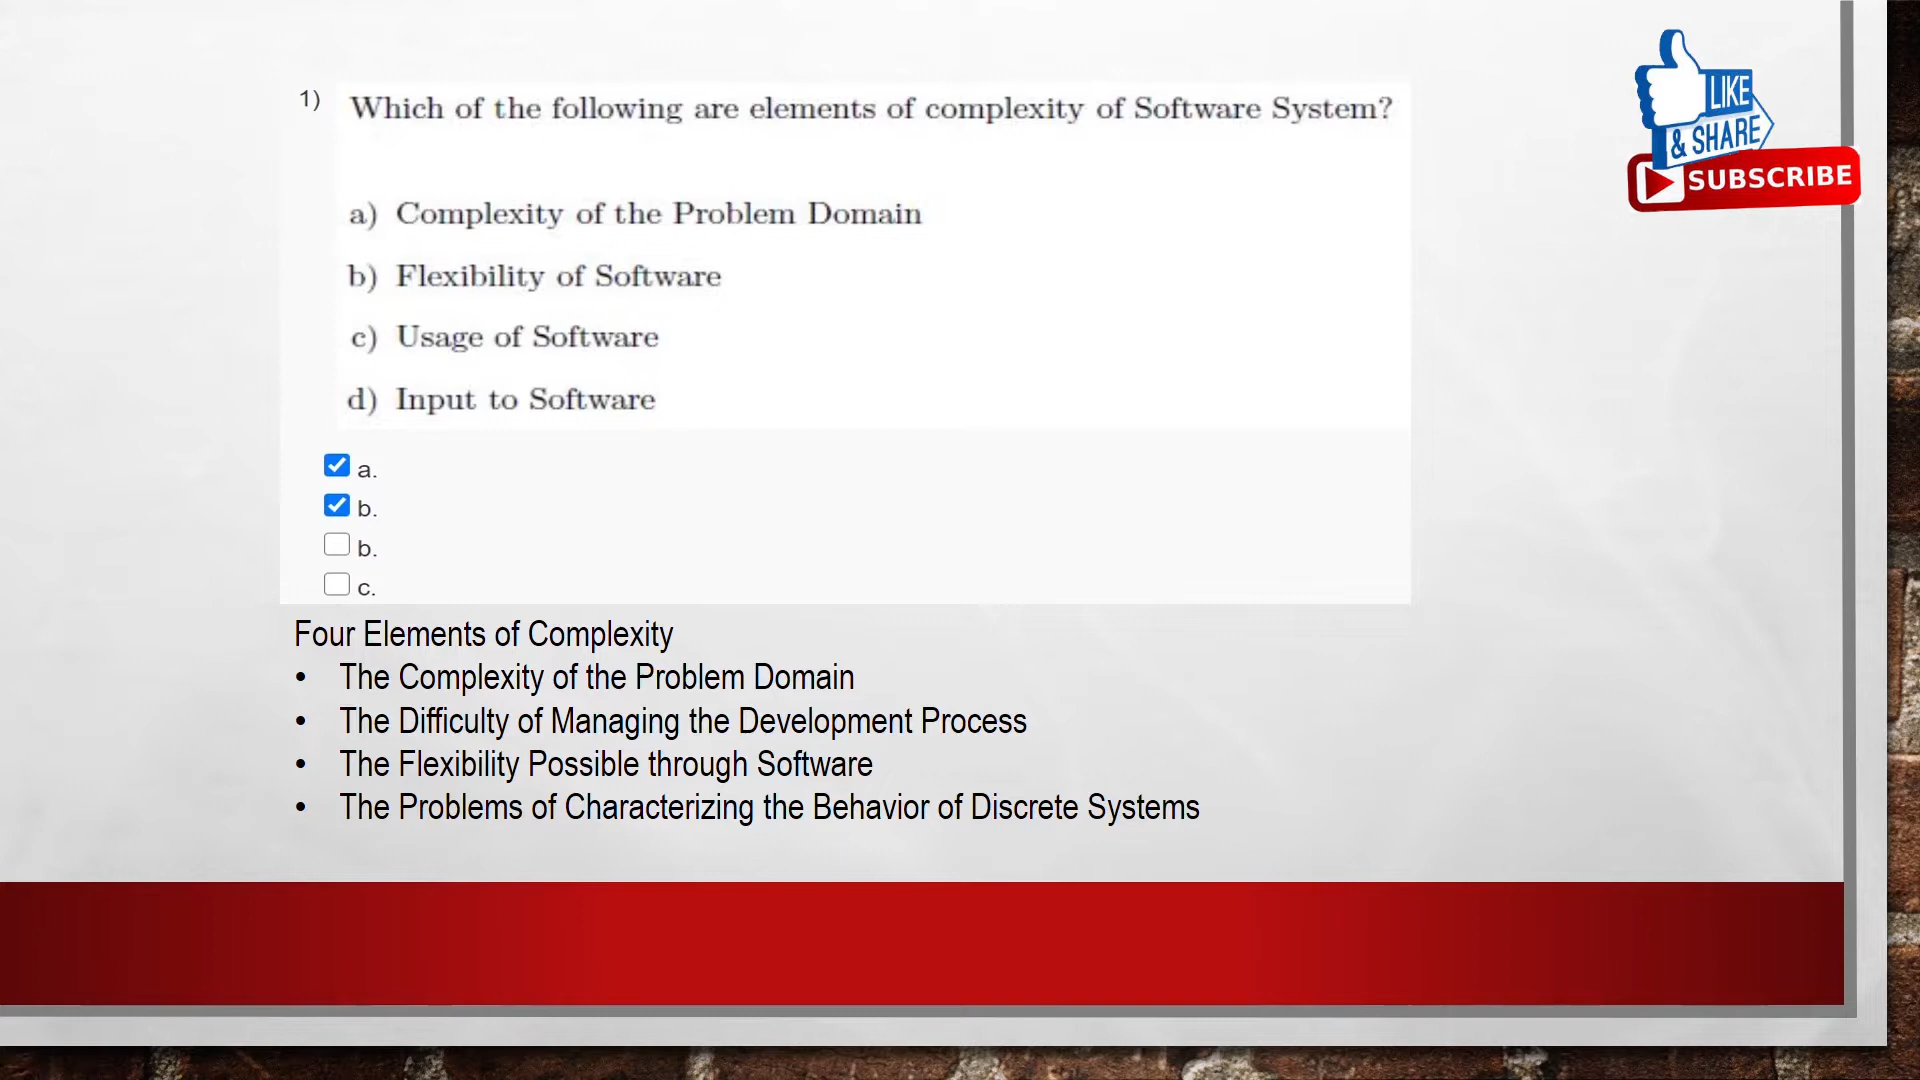 1) Which of the following are elements of complexity of Software System?
a) Complexity of the Problem Domain
b) Flexibility of Software
c) Usage of Software
d) Input to Software
a.
b.
b.
c.
Four Elements of Complexity
• The Complexity of the Problem Domain
• The Difficulty of Managing the Development Process
• The Flexibility Possible through Software
• The Problems of Characterizing the Behavior of Discrete Systems
LIKE
& SHARE
SUBSCRIBE